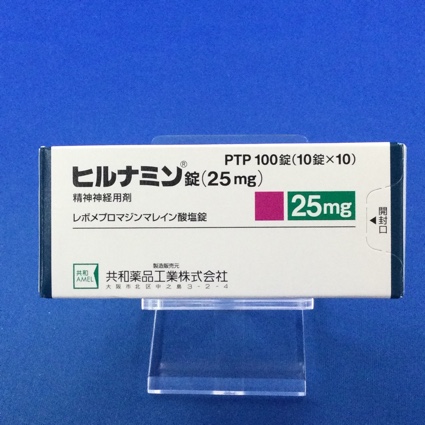 PTP 100錠(10錠×10)
ヒルナミン®錠(25mg)
精神神経用剤
25mg
レボメプロマジンマレイン酸塩錠
開封口
共和
AMEL
製造販売元
共和薬品工業株式会社
大阪市北区中之島3-2-4